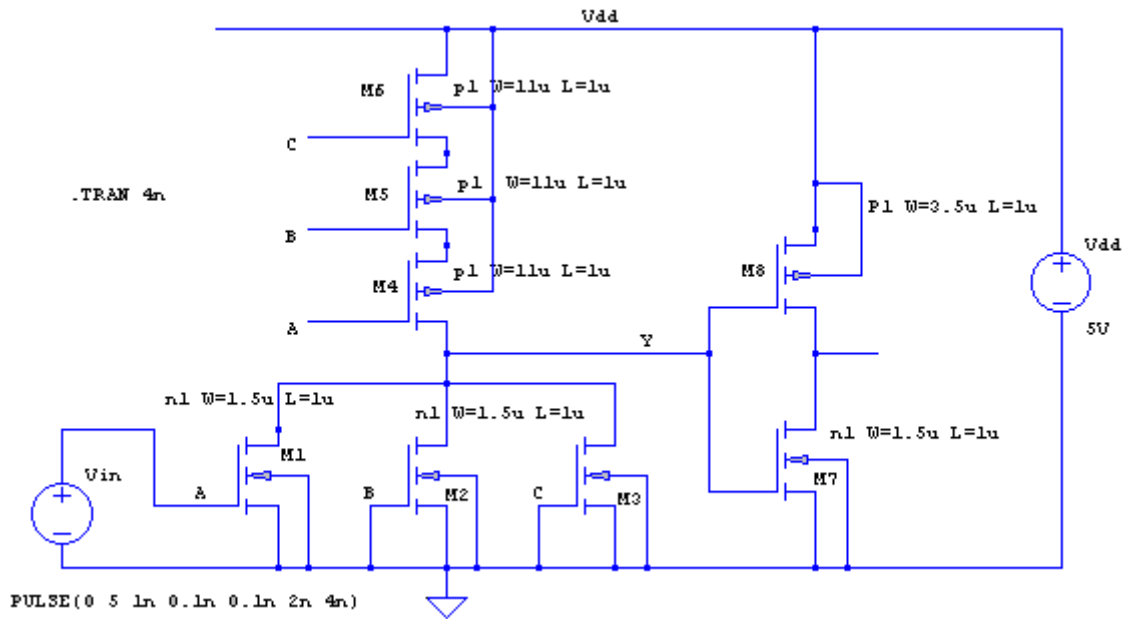 Vdd
M6
p1 W=11u L=1u
C
.TRAN 4n
M5
p1 W=11u L=1u
B
P1 W=3.5u L=1u
Vdd
M8
p1 W=11u L=1u
M4
A
5V
Y
n1 W=1.5u L=1u
n1 W=1.5u L=1u
n1 W=1.5u L=1u
M1
Vin
A
B
M2
C
M3
M7
PULSE(0 5 1n 0.1n 0.1n 2n 4n)